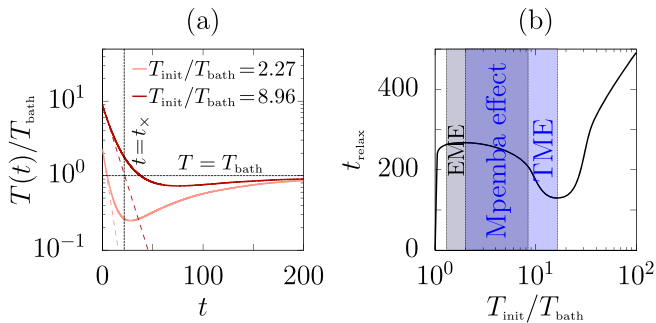 (a)
T_init/T_bath = 2.27
T_init/T_bath = 8.96
T(t)/T_bath
10^1
10^0
10^−1
t = t_×
T = T_bath
0
50
100
200
t
(b)
t_relax
400
200
0
EME
Mpemba effect
TME
10^0
10^1
10^2
T_init/T_bath